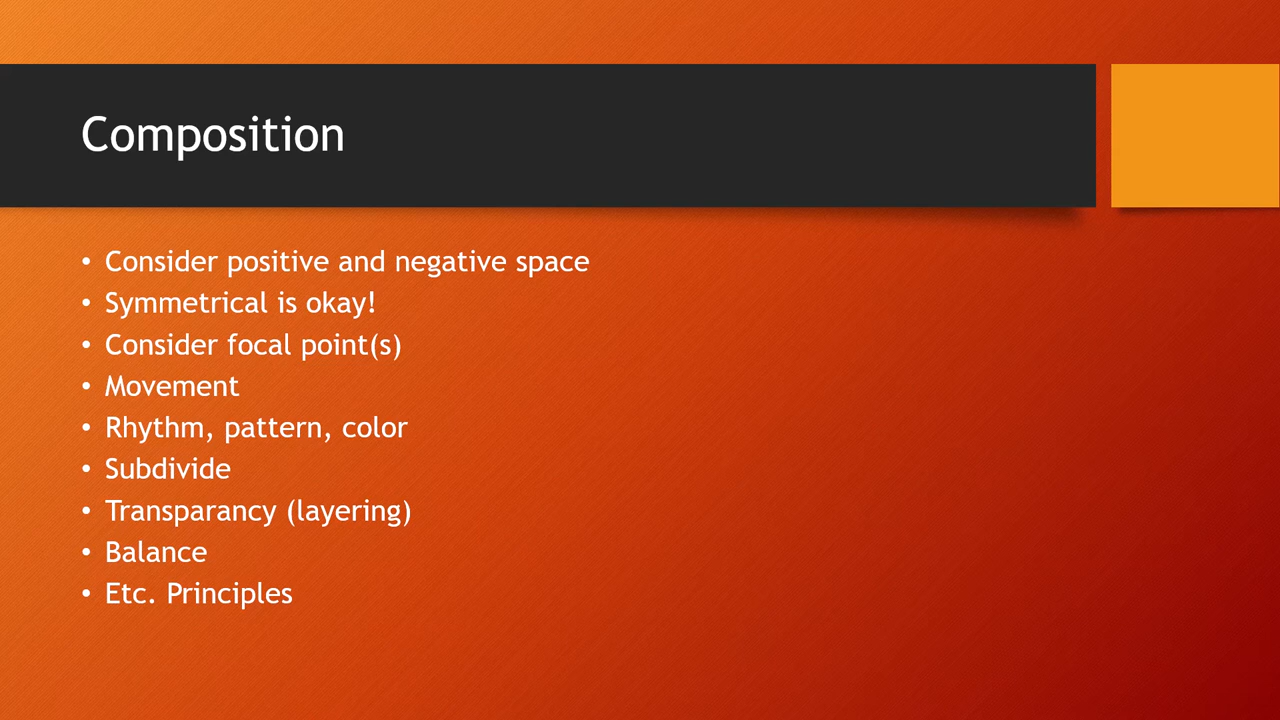 Composition
• Consider positive and negative space
• Symmetrical is okay!
• Consider focal point(s)
• Movement
• Rhythm, pattern, color
• Subdivide
• Transparancy (layering)
• Balance
• Etc. Principles